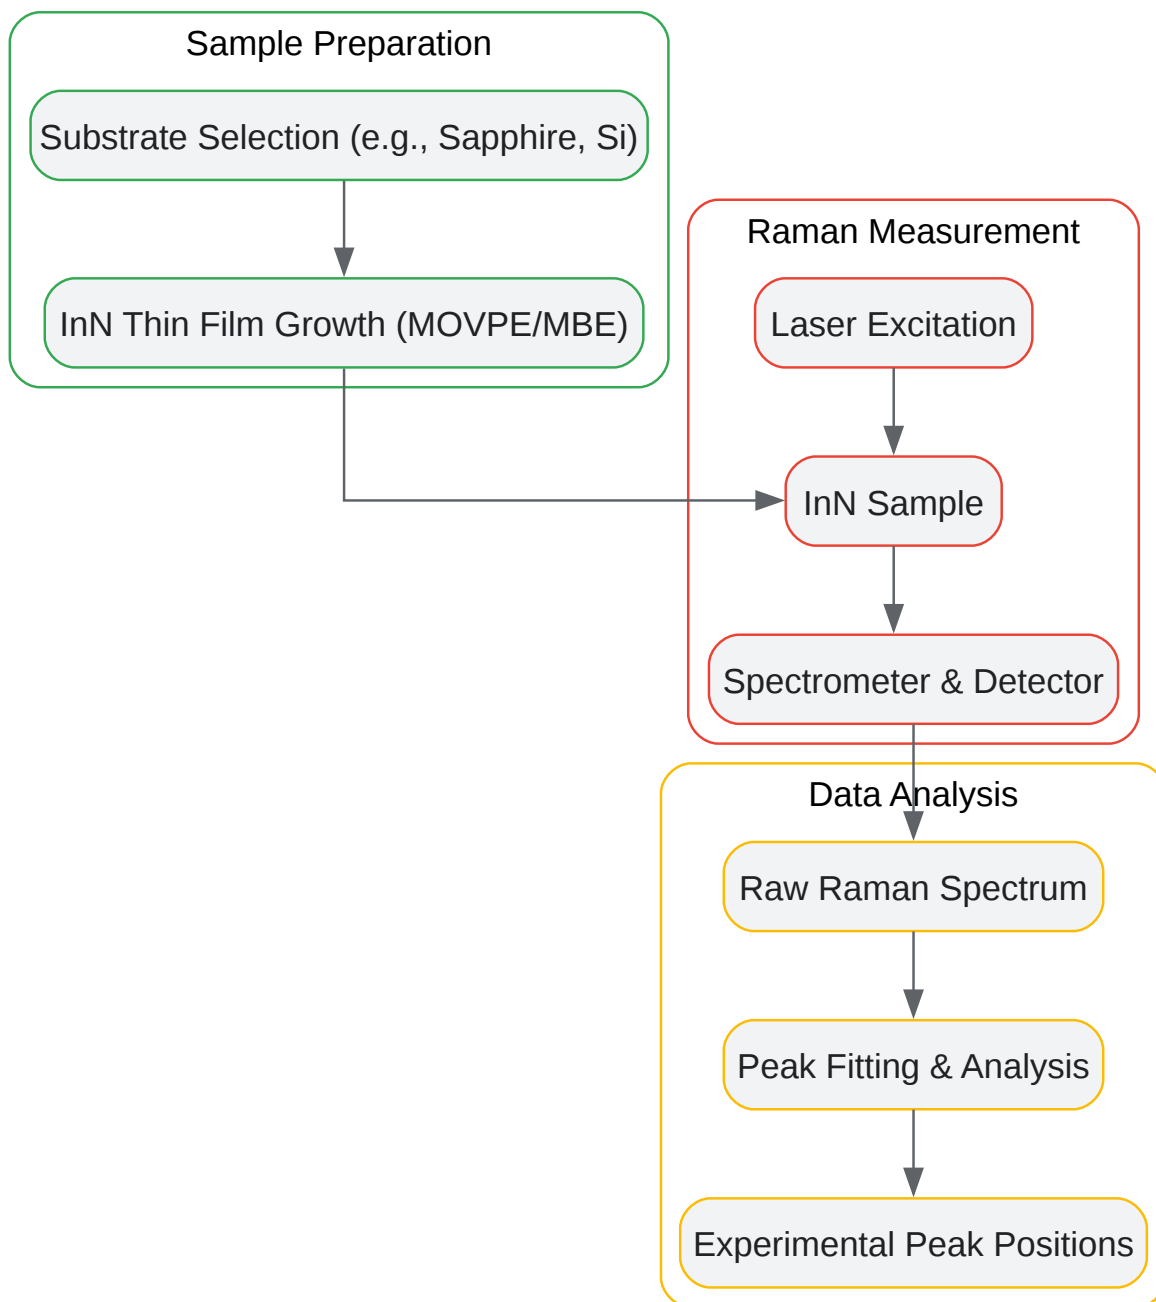 Sample Preparation
Substrate Selection (e.g., Sapphire, Si)
InN Thin Film Growth (MOVPE/MBE)
Raman Measurement
Laser Excitation
InN Sample
Spectrometer & Detector
Data Analysis
Raw Raman Spectrum
Peak Fitting & Analysis
Experimental Peak Positions